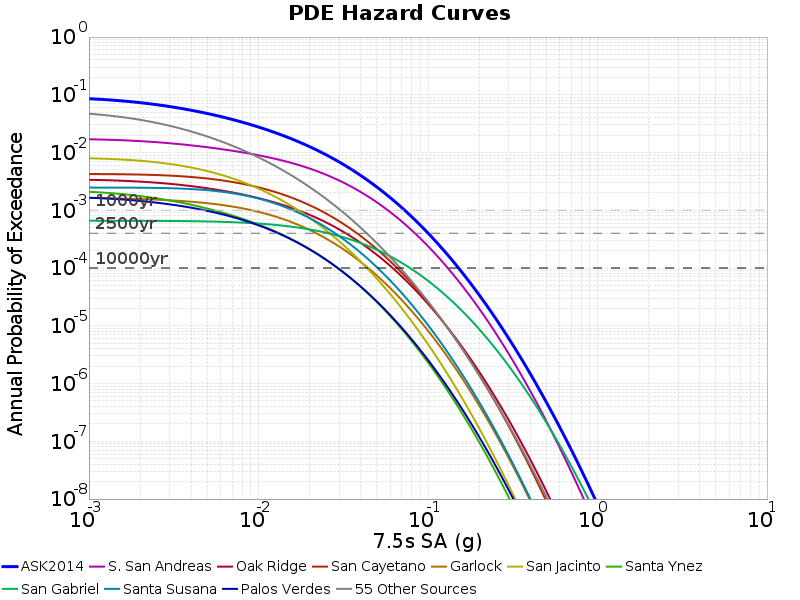 PDE Hazard Curves
Annual Probability of Exceedance
10^0
10^-1
10^-2
10^-3
10^-4
10^-5
10^-6
10^-7
10^-8
1000yr
2500yr
10000yr
10^-3 10^-2 10^-1 10^0 10^1
7.5s SA (g)
ASK2014 S. San Andreas Oak Ridge San Cayetano Garlock San Jacinto Santa Ynez
San Gabriel Santa Susana Palos Verdes 55 Other Sources